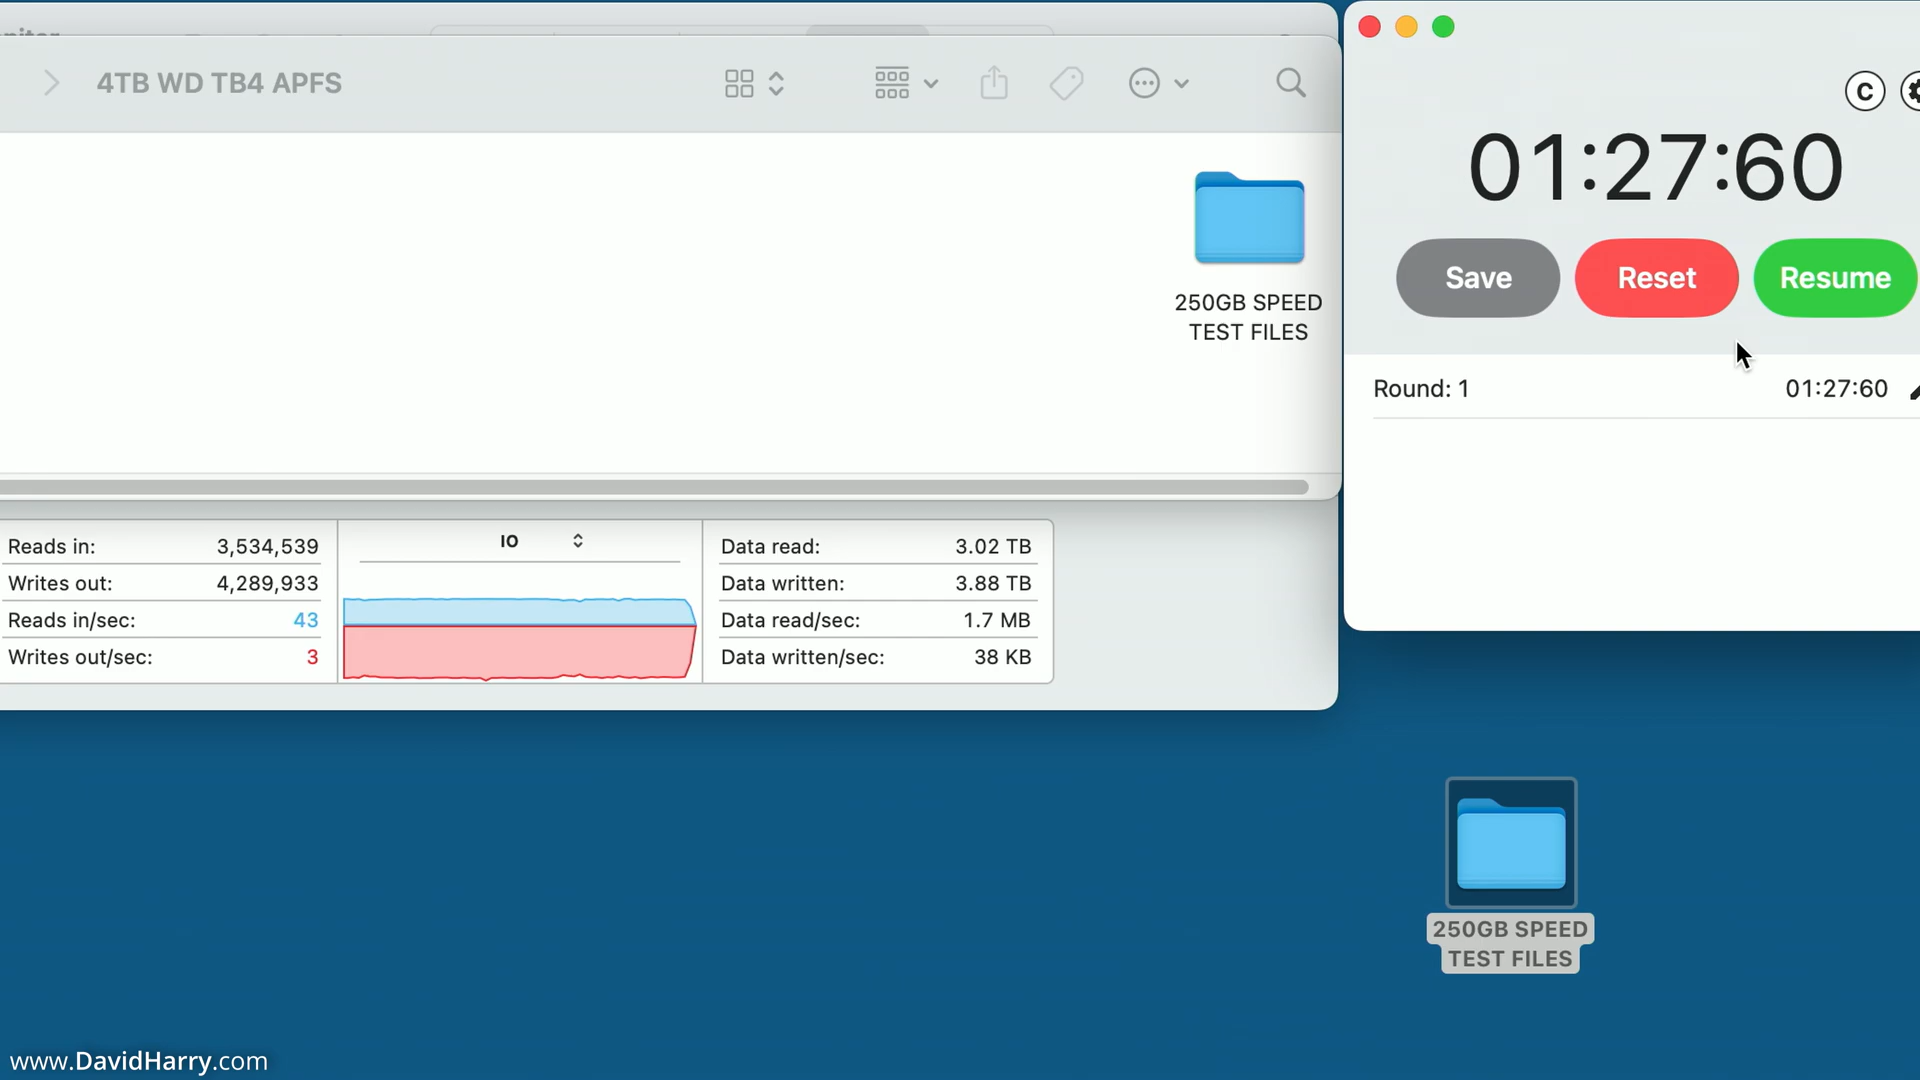 4TB WD TB4 APFS
250GB SPEED
TEST FILES
C
01:27:60
Save
Reset
Resume
Round: 1 01:27:60
Reads in: 3,534,539
Writes out: 4,289,933
Reads in/sec: 43
Writes out/sec: 3
IO
Data read: 3.02 TB
Data written: 3.88 TB
Data read/sec: 1.7 MB
Data written/sec: 38 KB
250GB SPEED
TEST FILES
www.DavidHarry.com